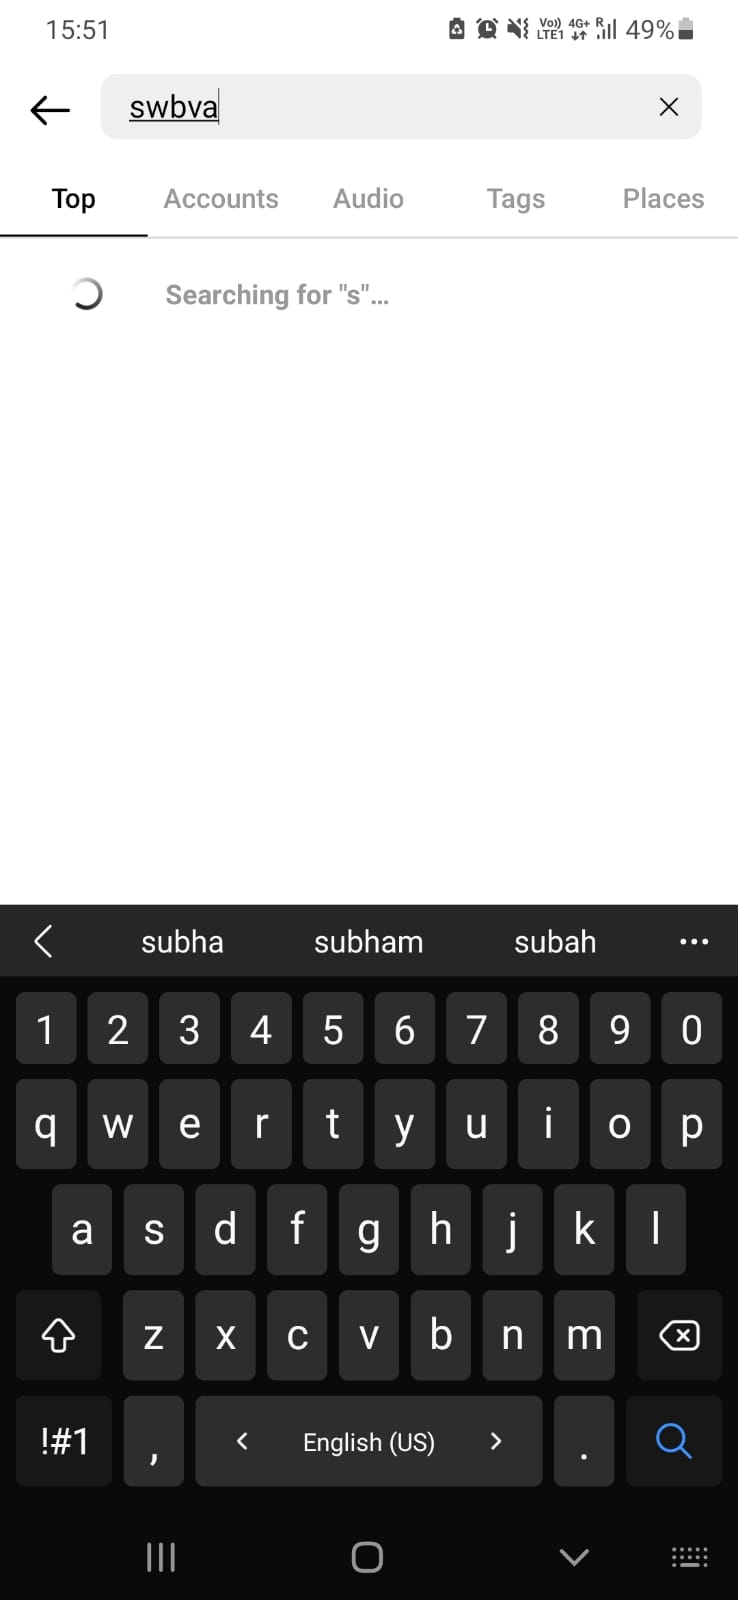 15:51 Vo)) LTE1 4G+ R 49%
swbva
Top Accounts Audio Tags Places
Searching for "s"...
subha subham subah ...
1 2 3 4 5 6 7 8 9 0
q w e r t y u i o p
a s d f g h j k l
z x c v b n m
!#1 , < English (US) > .